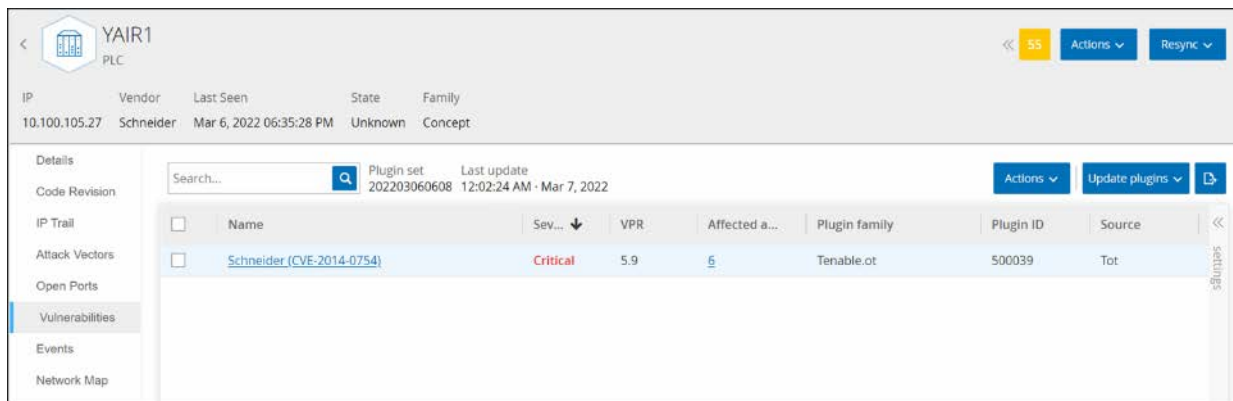 YAIR1
PLC
55 Actions Resync
IP Vendor Last Seen State Family
10.100.105.27 Schneider Mar 6, 2022 06:35:28 PM Unknown Concept
Details
Code Revision
IP Trail
Attack Vectors
Open Ports
Vulnerabilities
Events
Network Map
Search... Plugin set Last update
202203060608 12:02:24 AM · Mar 7, 2022
Actions Update plugins
Name Sev... VPR Affected a... Plugin family Plugin ID Source
Schneider (CVE-2014-0754) Critical 5.9 6 Tenable.ot 500039 Tot
settings